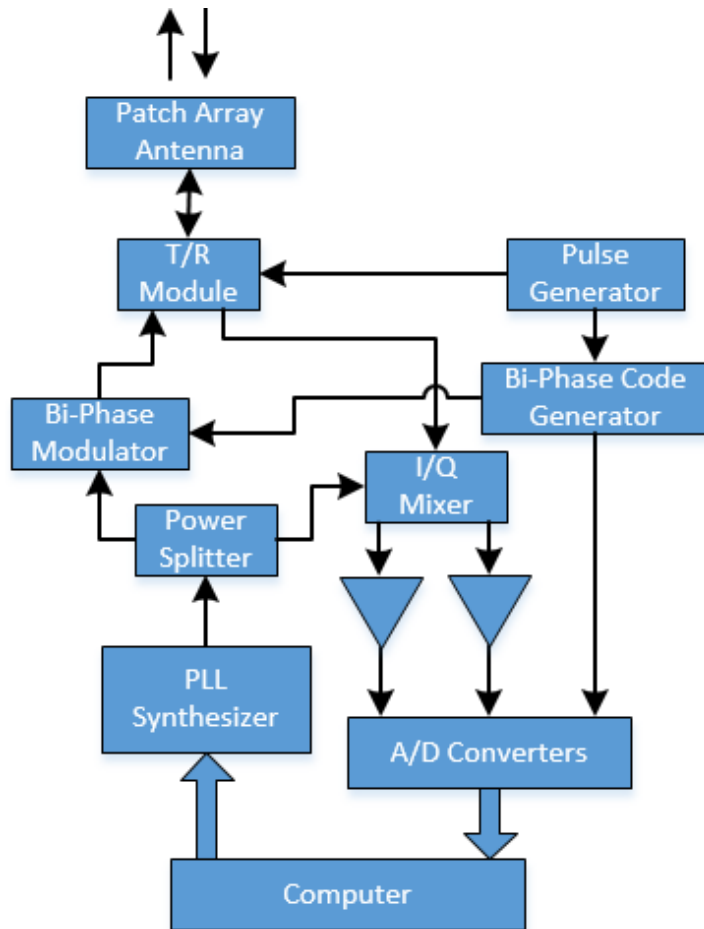 Patch Array
Antenna
T/R
Module
Pulse
Generator
Bi-Phase Code
Generator
Bi-Phase
Modulator
I/Q
Mixer
Power
Splitter
PLL
Synthesizer
A/D Converters
Computer